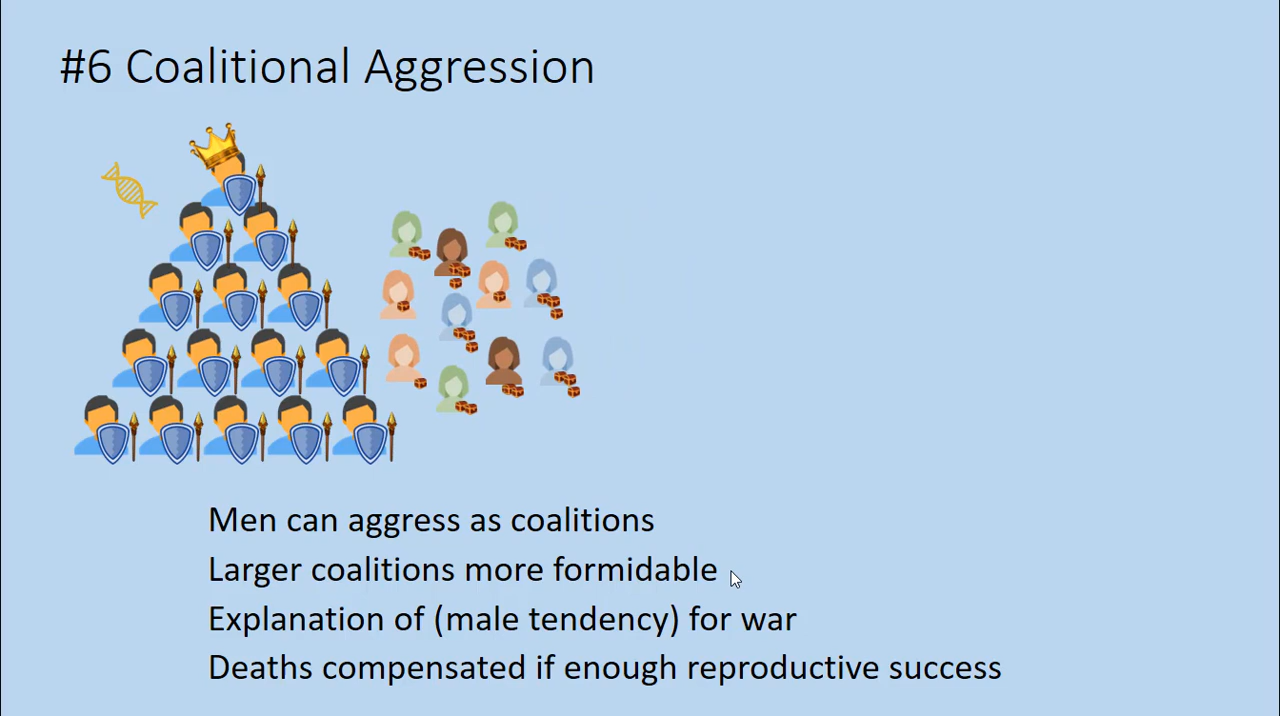 #6 Coalitional Aggression
Men can aggress as coalitions
Larger coalitions more formidable
Explanation of (male tendency) for war
Deaths compensated if enough reproductive success